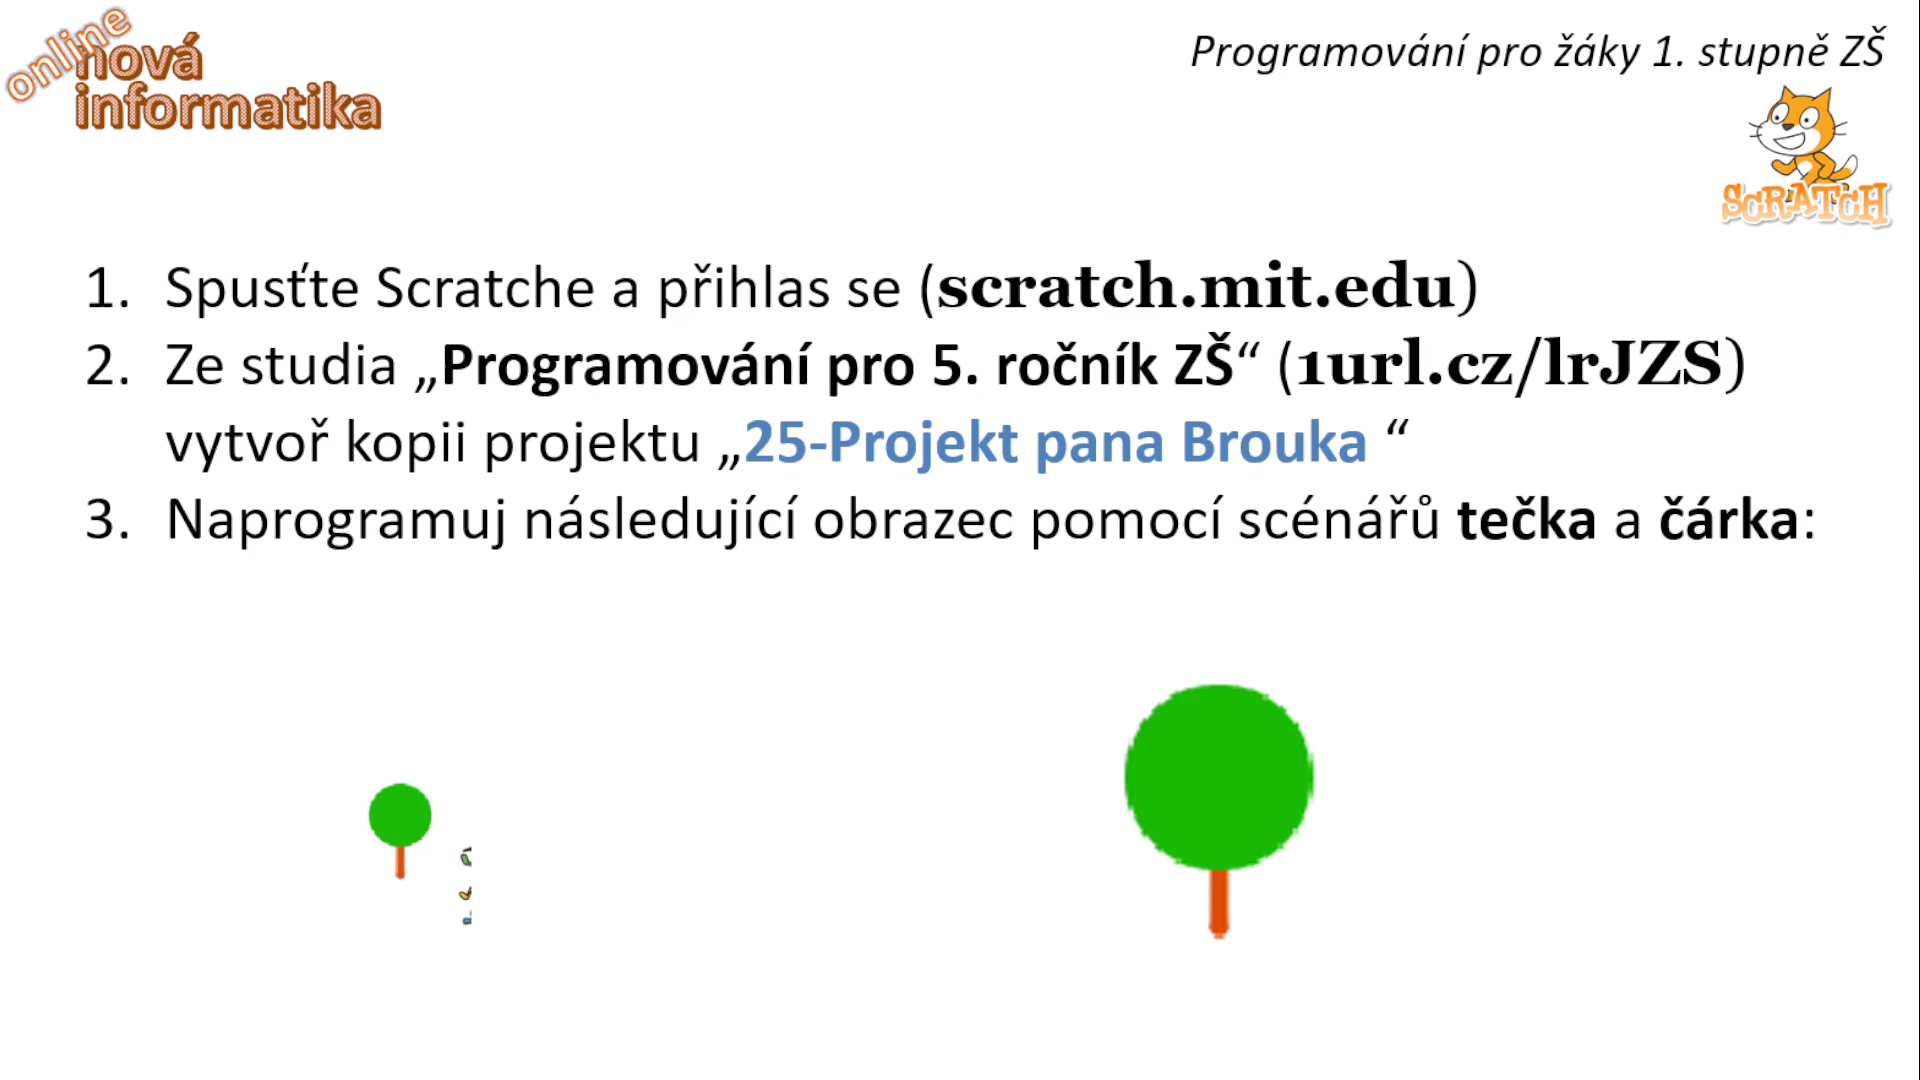 online
nová
informatika
Programování pro žáky 1. stupně ZŠ
SCRATCH
1. Spusťte Scratche a přihlas se (scratch.mit.edu)
2. Ze studia „Programování pro 5. ročník ZŠ“ (1url.cz/lrJZS)
vytvoř kopii projektu „25-Projekt pana Brouka “
3. Naprogramuj následující obrazec pomocí scénářů tečka a čárka: